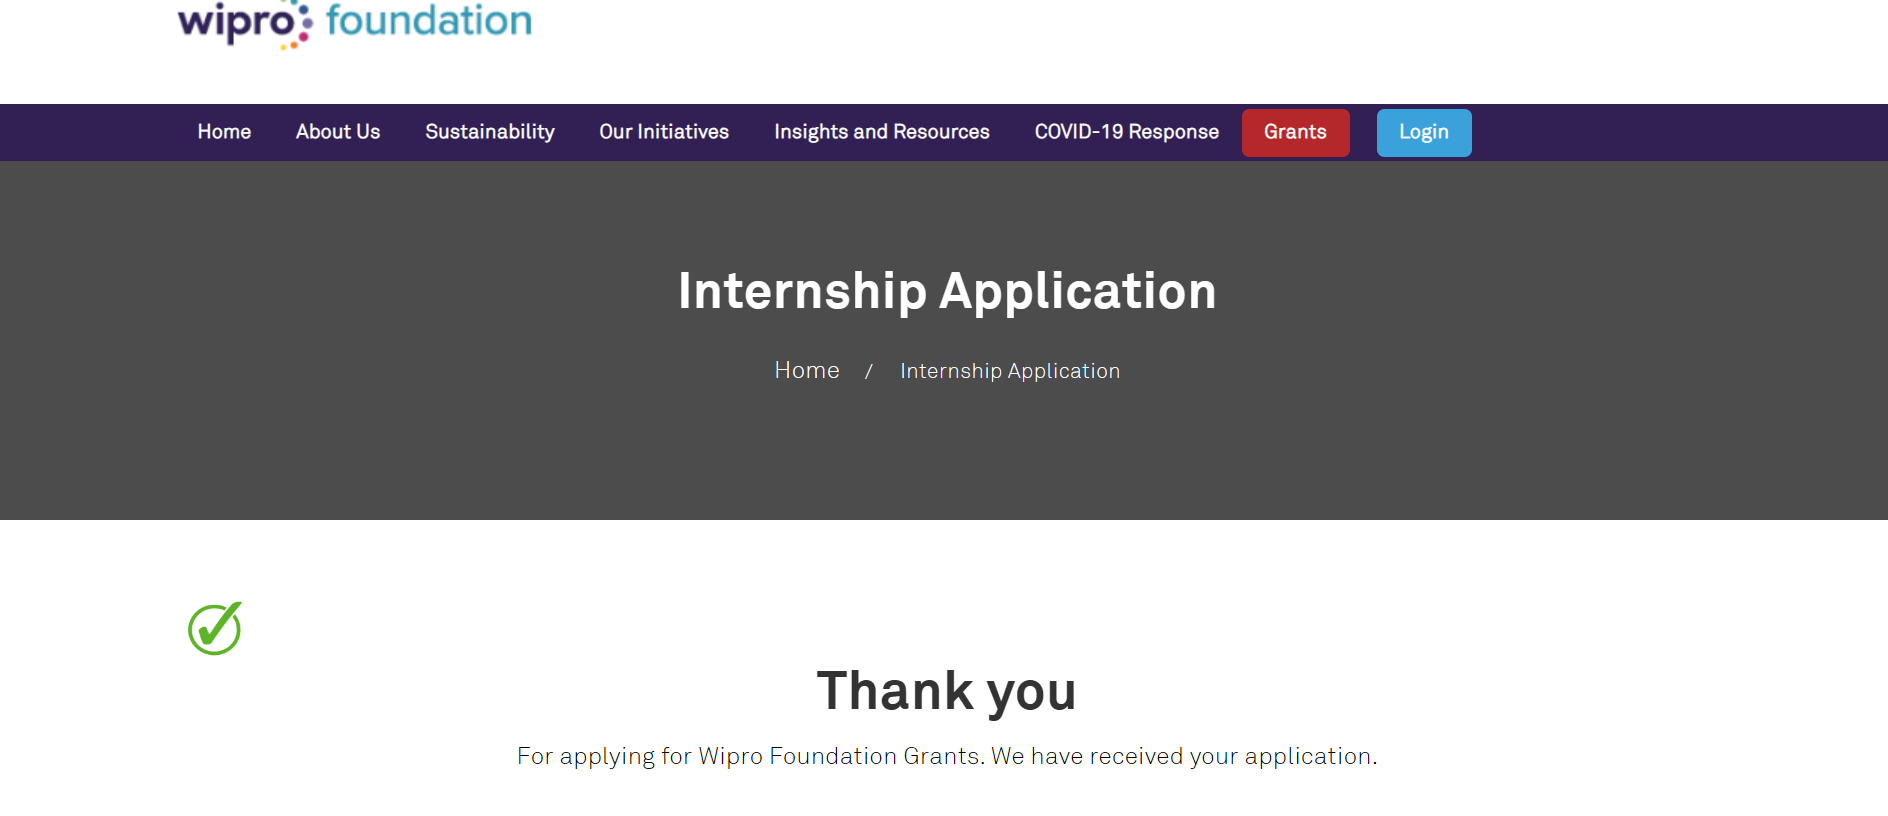 wipro foundation
Home About Us Sustainability Our Initiatives Insights and Resources COVID-19 Response Grants Login
Internship Application
Home / Internship Application
Thank you
For applying for Wipro Foundation Grants. We have received your application.